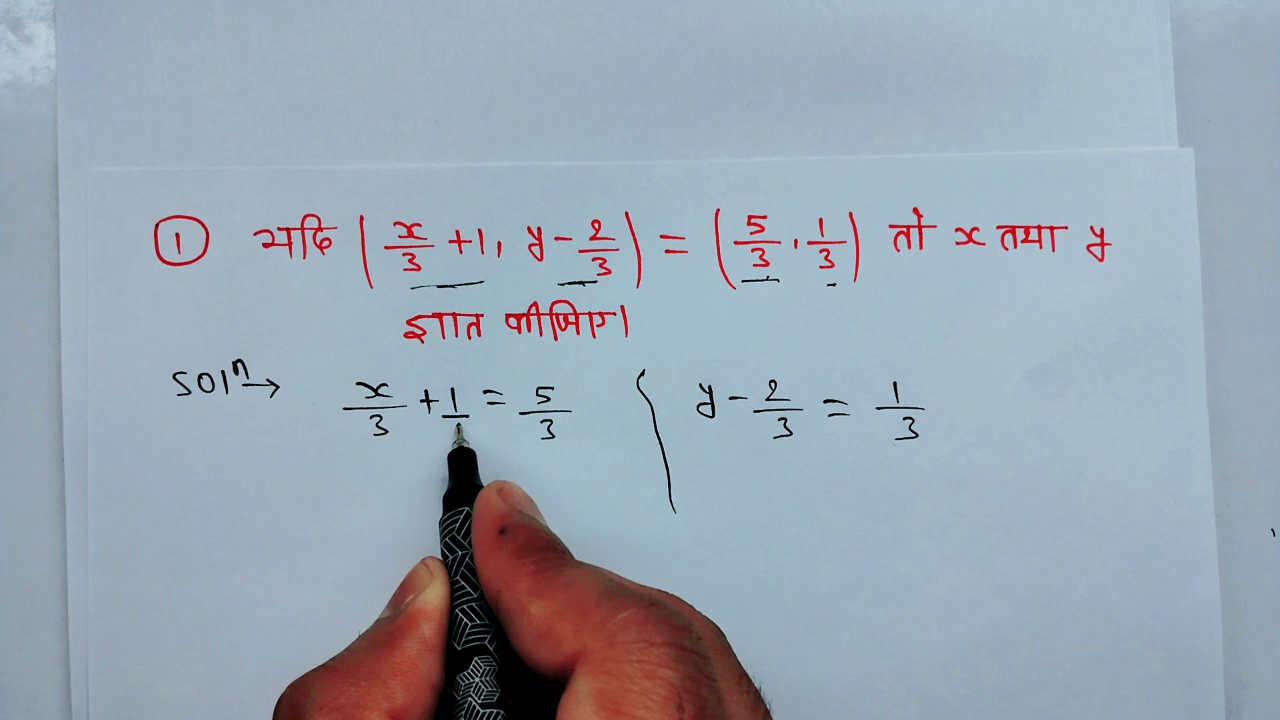 ① यदि (x/3 +1, y - 2/3) = (5/3, 1/3) तो x तथा y
ज्ञात कीजिए।
Solⁿ → x/3 + 1/ = 5/3 y - 2/3 = 1/3